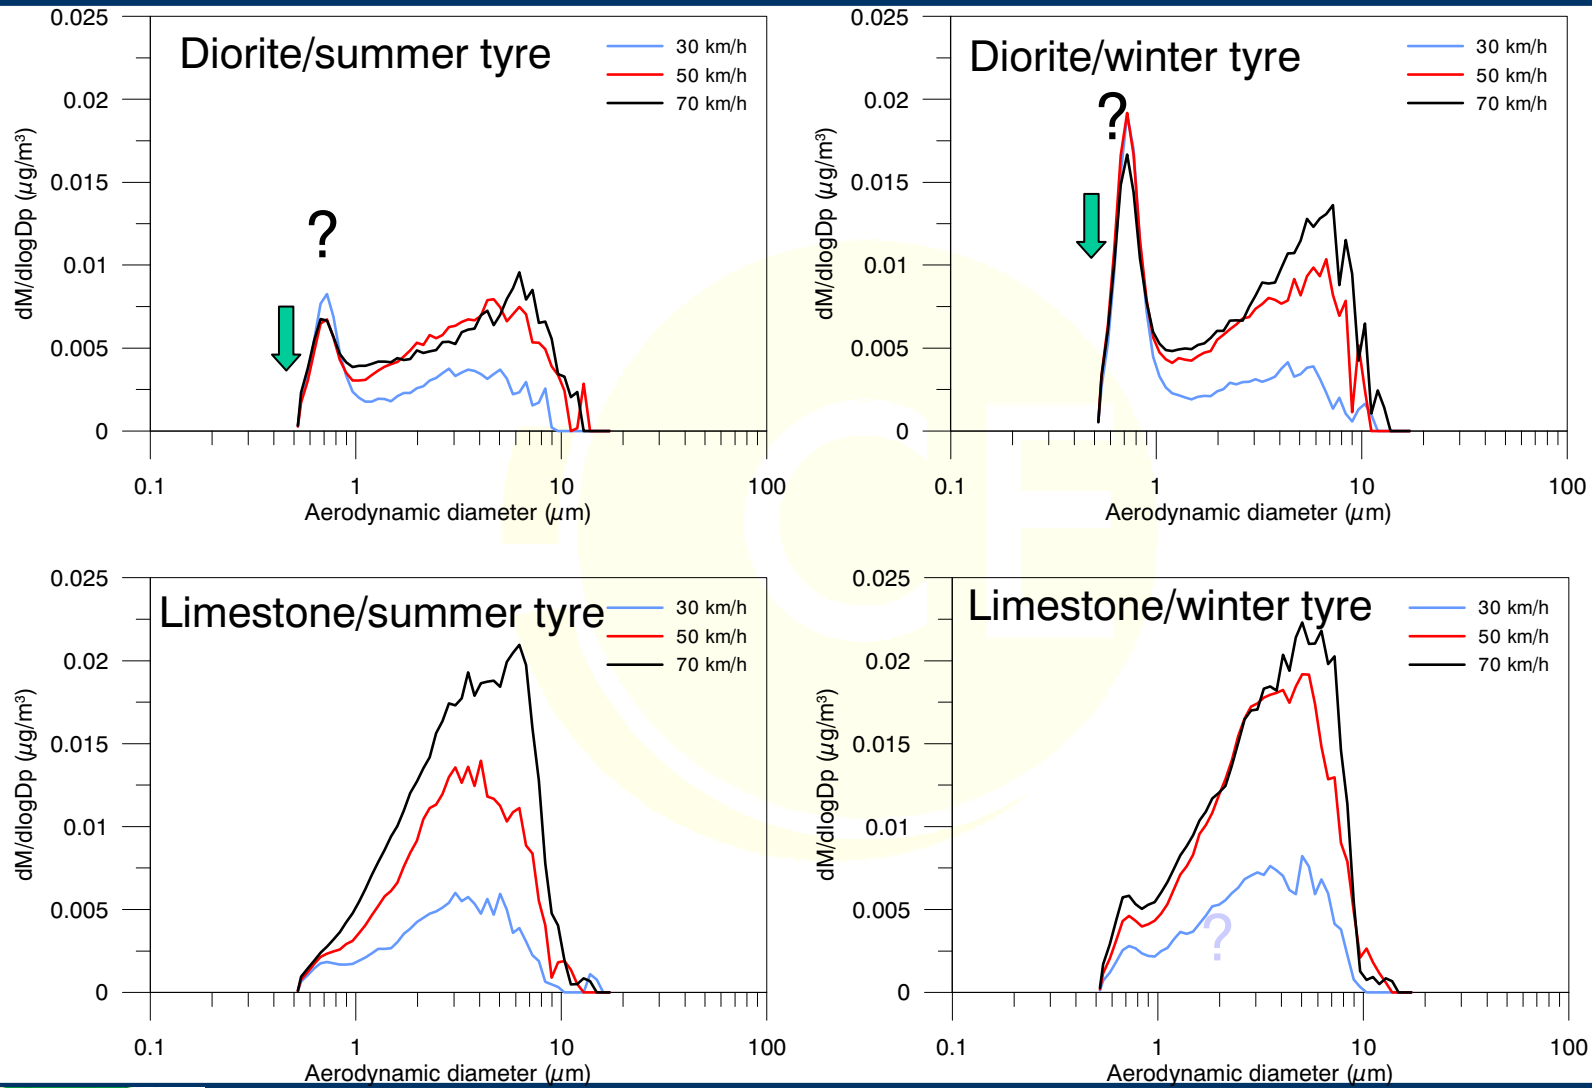 Diorite/summer tyre
30 km/h
50 km/h
70 km/h
?
0.025
0.02
0.015
0.01
0.005
0
dM/dlogDp (µg/m³)
0.1
1
10
100
Aerodynamic diameter (µm)
Diorite/winter tyre
30 km/h
50 km/h
70 km/h
?
0.025
0.02
0.015
0.01
0.005
0
dM/dlogDp (µg/m³)
0.1
1
10
100
Aerodynamic diameter (µm)
Limestone/summer tyre
30 km/h
50 km/h
70 km/h
0.025
0.02
0.015
0.01
0.005
0
dM/dlogDp (µg/m³)
0.1
1
10
100
Aerodynamic diameter (µm)
Limestone/winter tyre
30 km/h
50 km/h
70 km/h
?
0.025
0.02
0.015
0.01
0.005
0
dM/dlogDp (µg/m³)
0.1
1
10
100
Aerodynamic diameter (µm)
CE